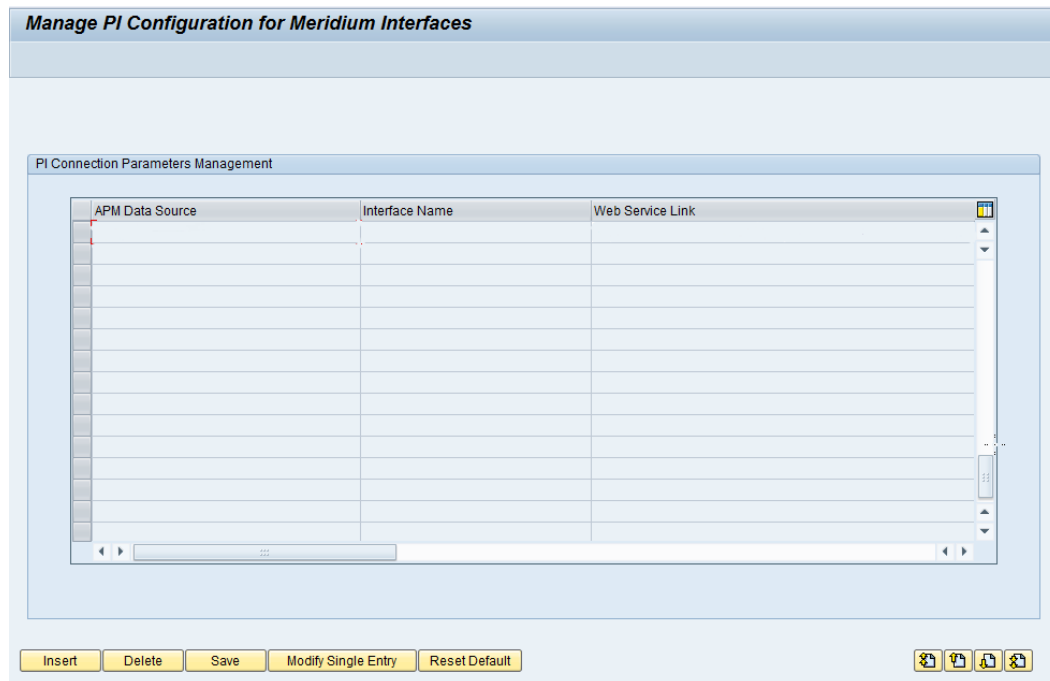 Manage PI Configuration for Meridium Interfaces
PI Connection Parameters Management
APM Data Source Interface Name Web Service Link
Insert Delete Save Modify Single Entry Reset Default